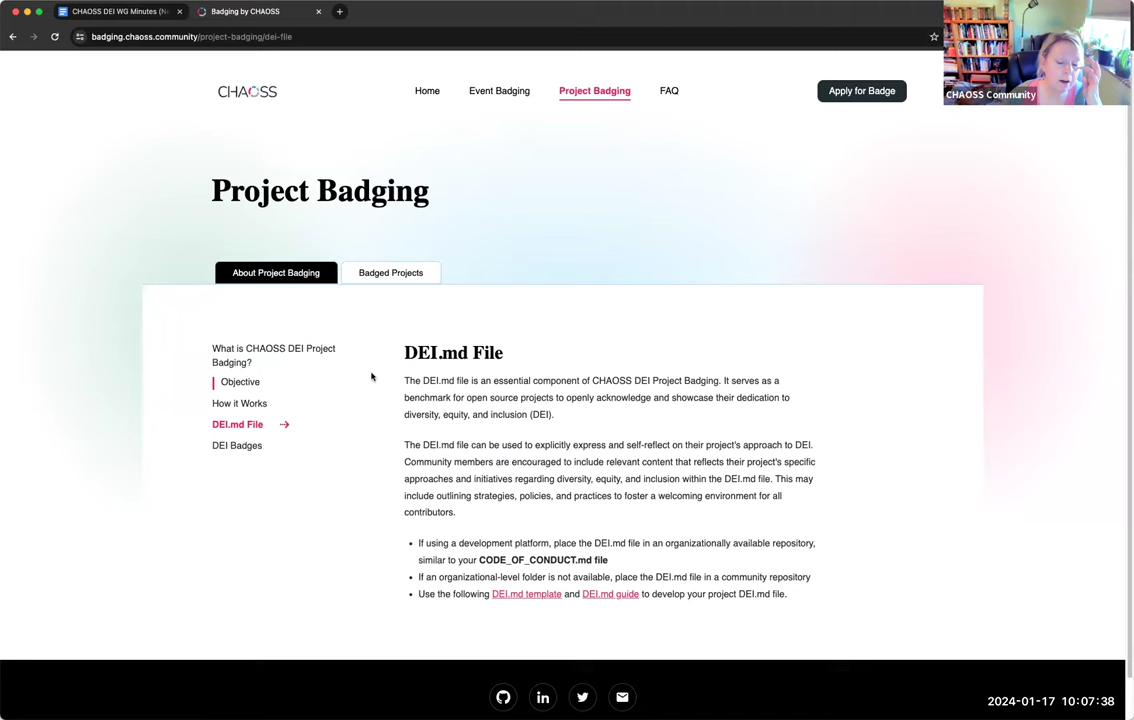 CHAOSS DEI WG Minutes (N
Badging by CHAOSS
badging.chaoss.community/project-badging/dei-file
CHAOSS Community
CHAOSS
Home
Event Badging
Project Badging
FAQ
Apply for Badge
Project Badging
About Project Badging
Badged Projects
What is CHAOSS DEI Project
Badging?
Objective
How it Works
DEI.md File
DEI Badges
DEI.md File
The DEI.md file is an essential component of CHAOSS DEI Project Badging. It serves as a
benchmark for open source projects to openly acknowledge and showcase their dedication to
diversity, equity, and inclusion (DEI).
The DEI.md file can be used to explicitly express and self-reflect on their project's approach to DEI.
Community members are encouraged to include relevant content that reflects their project's specific
approaches and initiatives regarding diversity, equity, and inclusion within the DEI.md file. This may
include outlining strategies, policies, and practices to foster a welcoming environment for all
contributors.
• If using a development platform, place the DEI.md file in an organizationally available repository,
similar to your CODE_OF_CONDUCT.md file
• If an organizational-level folder is not available, place the DEI.md file in a community repository
• Use the following DEI.md template and DEI.md guide to develop your project DEI.md file.
in
2024-01-17 10:07:38